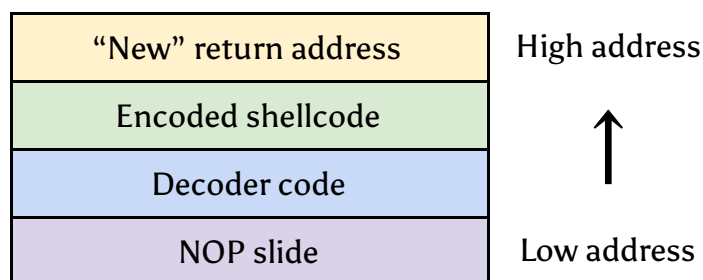 “New” return address
High address
Encoded shellcode
Decoder code
NOP slide
Low address